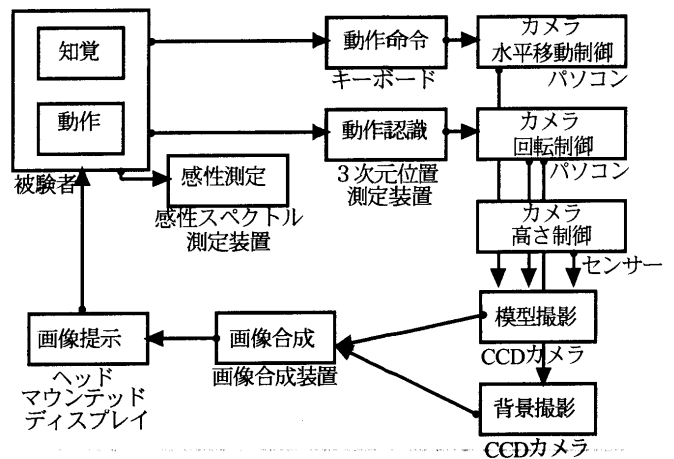 知覚
動作
被験者
動作命令
キーボード
カメラ
水平移動制御
パソコン
動作認識
3次元位置
測定装置
カメラ
回転制御
パソコン
感性測定
感性スペクトル
測定装置
カメラ
高さ制御
センサー
画像提示
ヘッド
マウンテッド
ディスプレイ
画像合成
画像合成装置
模型撮影
CCDカメラ
背景撮影
CCDカメラ